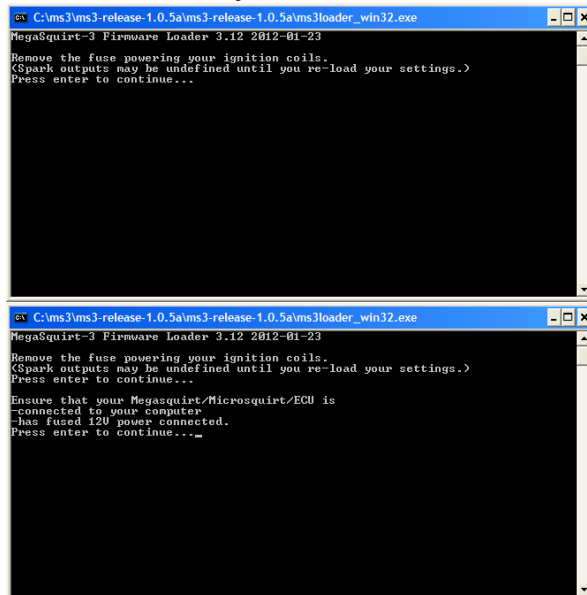 C:\ms3\ms3-release-1.0.5a\ms3-release-1.0.5a\ms3loader_win32.exe
MegaSquirt-3 Firmware Loader 3.12 2012-01-23
Remove the fuse powering your ignition coils.
(Spark outputs may be undefined until you re-load your settings.)
Press enter to continue...
C:\ms3\ms3-release-1.0.5a\ms3-release-1.0.5a\ms3loader_win32.exe
MegaSquirt-3 Firmware Loader 3.12 2012-01-23
Remove the fuse powering your ignition coils.
(Spark outputs may be undefined until you re-load your settings.)
Press enter to continue...
Ensure that your Megasquirt/Microsquirt/ECU is
-connected to your computer
-has fused 12V power connected.
Press enter to continue..._